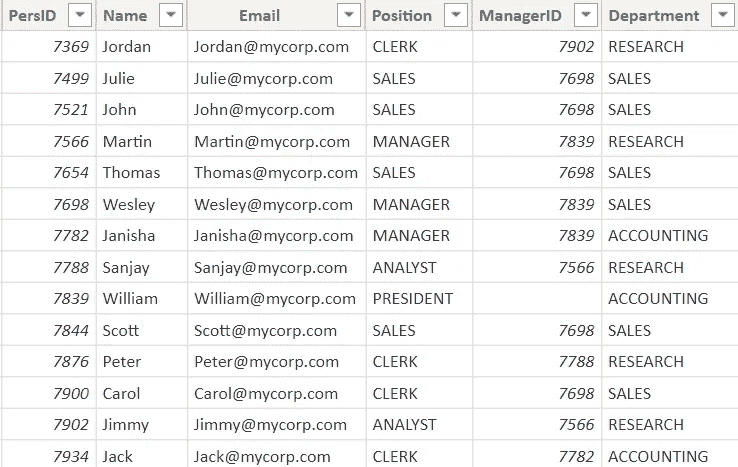 PersID Name Email Position ManagerID Department
7369 Jordan Jordan@mycorp.com CLERK 7902 RESEARCH
7499 Julie Julie@mycorp.com SALES 7698 SALES
7521 John John@mycorp.com SALES 7698 SALES
7566 Martin Martin@mycorp.com MANAGER 7839 RESEARCH
7654 Thomas Thomas@mycorp.com SALES 7698 SALES
7698 Wesley Wesley@mycorp.com MANAGER 7839 SALES
7782 Janisha Janisha@mycorp.com MANAGER 7839 ACCOUNTING
7788 Sanjay Sanjay@mycorp.com ANALYST 7566 RESEARCH
7839 William William@mycorp.com PRESIDENT ACCOUNTING
7844 Scott Scott@mycorp.com SALES 7698 SALES
7876 Peter Peter@mycorp.com CLERK 7788 RESEARCH
7900 Carol Carol@mycorp.com CLERK 7698 SALES
7902 Jimmy Jimmy@mycorp.com ANALYST 7566 RESEARCH
7934 Jack Jack@mycorp.com CLERK 7782 ACCOUNTING